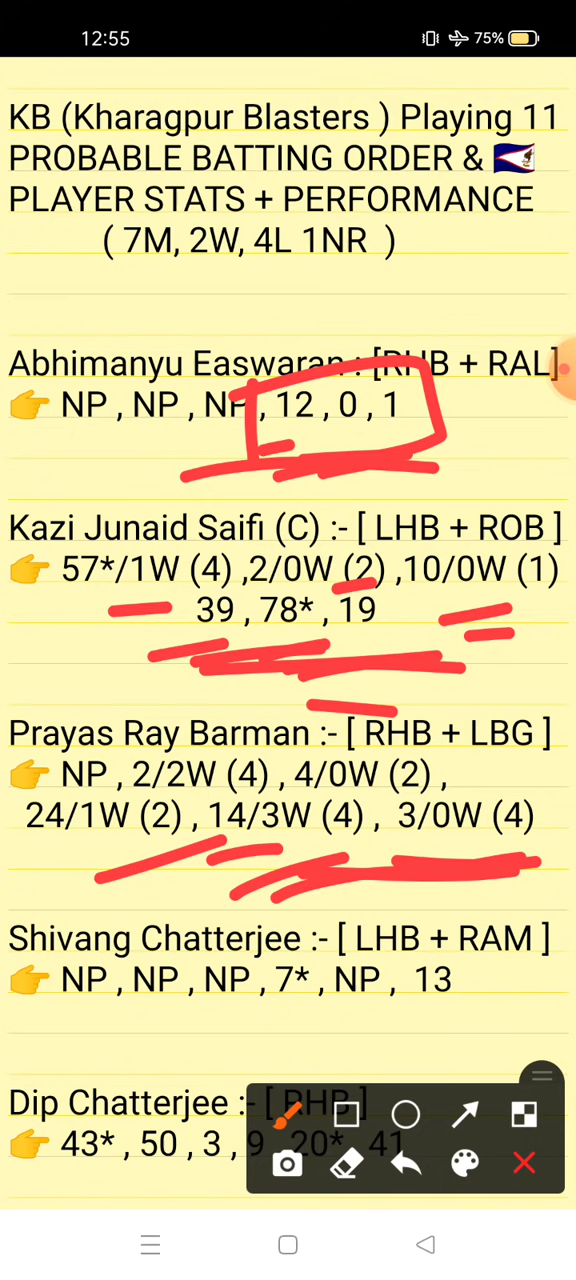 12:55
75%
KB (Kharagpur Blasters ) Playing 11
PROBABLE BATTING ORDER & 🇦🇸
PLAYER STATS + PERFORMANCE
( 7M, 2W, 4L 1NR )
Abhimanyu Easwaran : [RHB + RAL]
👉 NP , NP , NP , 12 , 0 , 1
Kazi Junaid Saifi (C) :- [ LHB + ROB ]
👉 57*/1W (4) ,2/0W (2) ,10/0W (1)
39 , 78* , 19
Prayas Ray Barman :- [ RHB + LBG ]
👉 NP , 2/2W (4) , 4/0W (2) ,
24/1W (2) , 14/3W (4) , 3/0W (4)
Shivang Chatterjee :- [ LHB + RAM ]
👉 NP , NP , NP , 7* , NP , 13
Dip Chatterjee :- [ RHB ]
👉 43* , 50 , 3 , 9 , 20* , 41